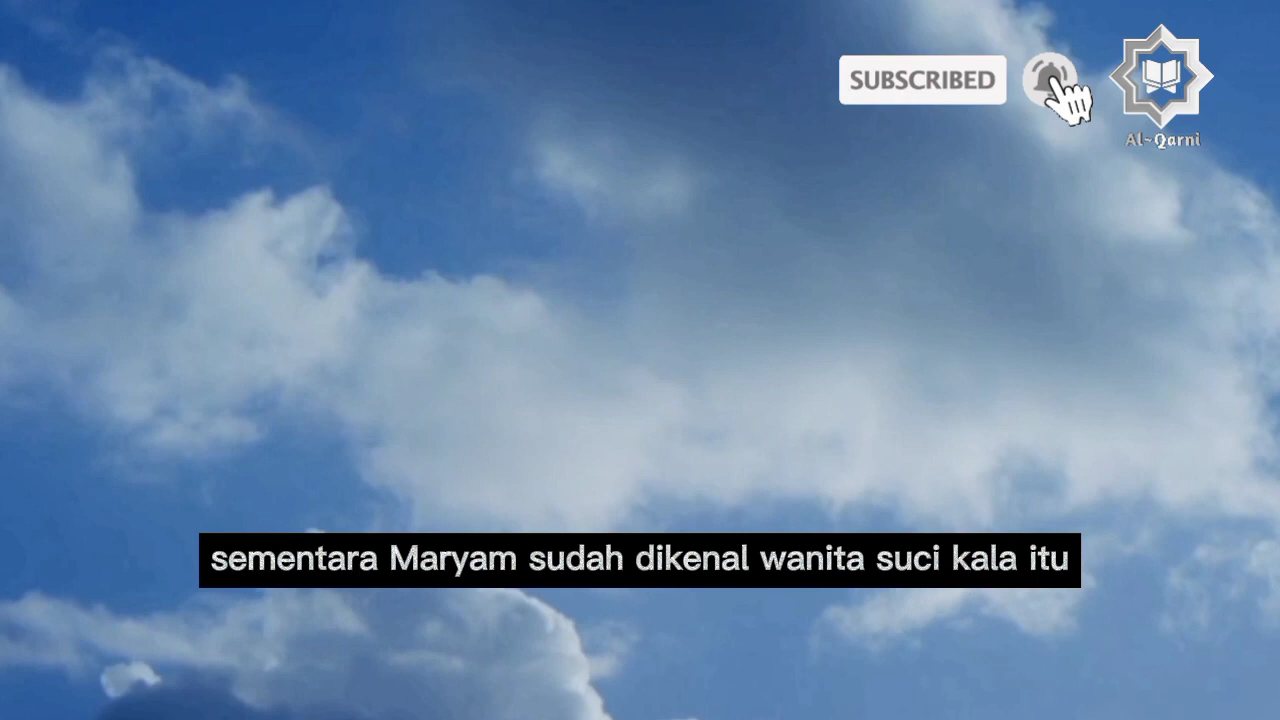 SUBSCRIBED
Al-Qarni
sementara Maryam sudah dikenal wanita suci kala itu